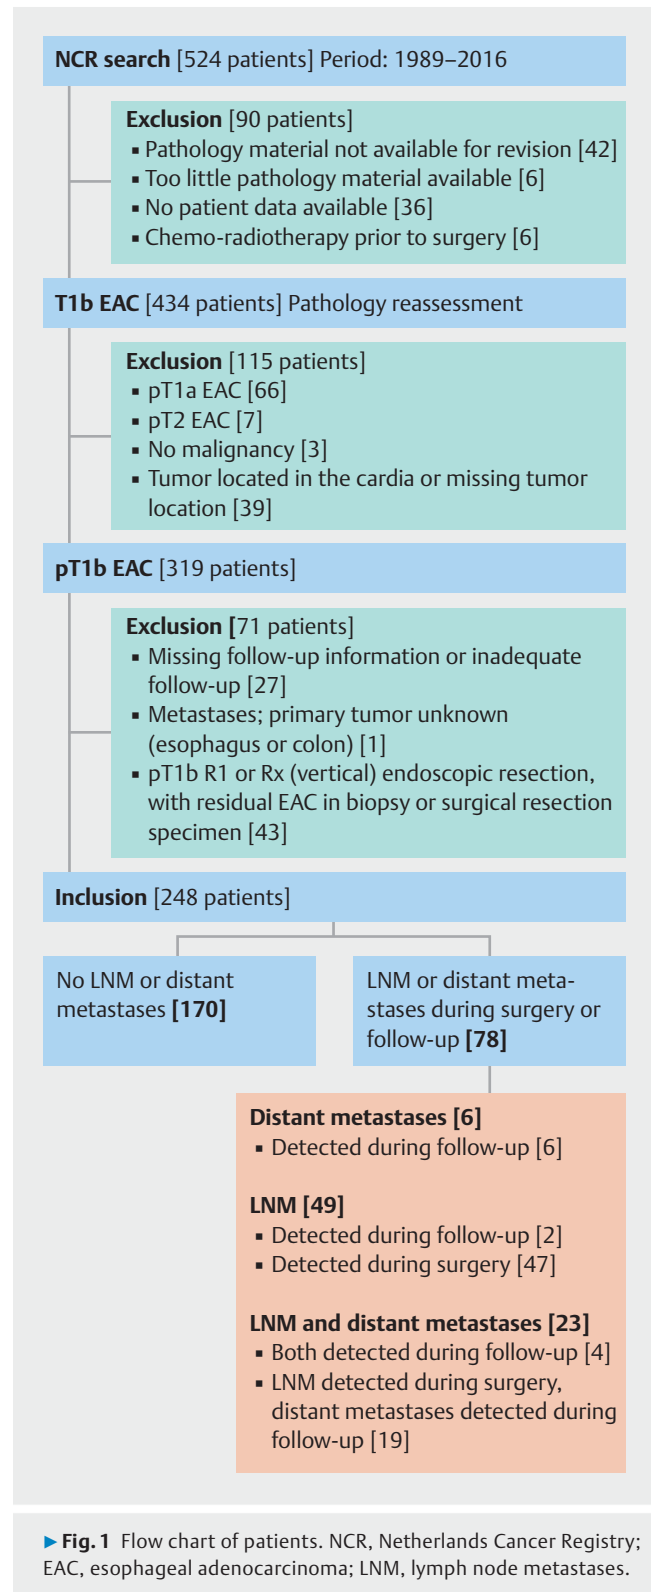 NCR search [524 patients] Period: 1989–2016
Exclusion [90 patients]
▪ Pathology material not available for revision [42]
▪ Too little pathology material available [6]
▪ No patient data available [36]
▪ Chemo-radiotherapy prior to surgery [6]
T1b EAC [434 patients] Pathology reassessment
Exclusion [115 patients]
▪ pT1a EAC [66]
▪ pT2 EAC [7]
▪ No malignancy [3]
▪ Tumor located in the cardia or missing tumor
location [39]
pT1b EAC [319 patients]
Exclusion [71 patients]
▪ Missing follow-up information or inadequate
follow-up [27]
▪ Metastases; primary tumor unknown
(esophagus or colon) [1]
▪ pT1b R1 or Rx (vertical) endoscopic resection,
with residual EAC in biopsy or surgical resection
specimen [43]
Inclusion [248 patients]
No LNM or distant
metastases [170]
LNM or distant meta-
stases during surgery or
follow-up [78]
Distant metastases [6]
▪ Detected during follow-up [6]
LNM [49]
▪ Detected during follow-up [2]
▪ Detected during surgery [47]
LNM and distant metastases [23]
▪ Both detected during follow-up [4]
▪ LNM detected during surgery,
distant metastases detected during
follow-up [19]
▶ Fig. 1 Flow chart of patients. NCR, Netherlands Cancer Registry;
EAC, esophageal adenocarcinoma; LNM, lymph node metastases.